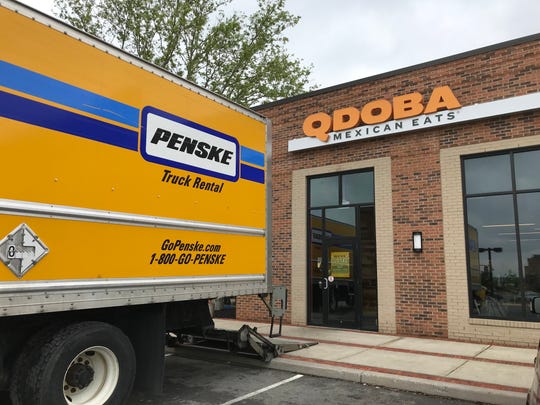 PENSKE
Truck Rental
GoPenske.com
1-800-GO-PENSKE
QDOBA
MEXICAN EATS